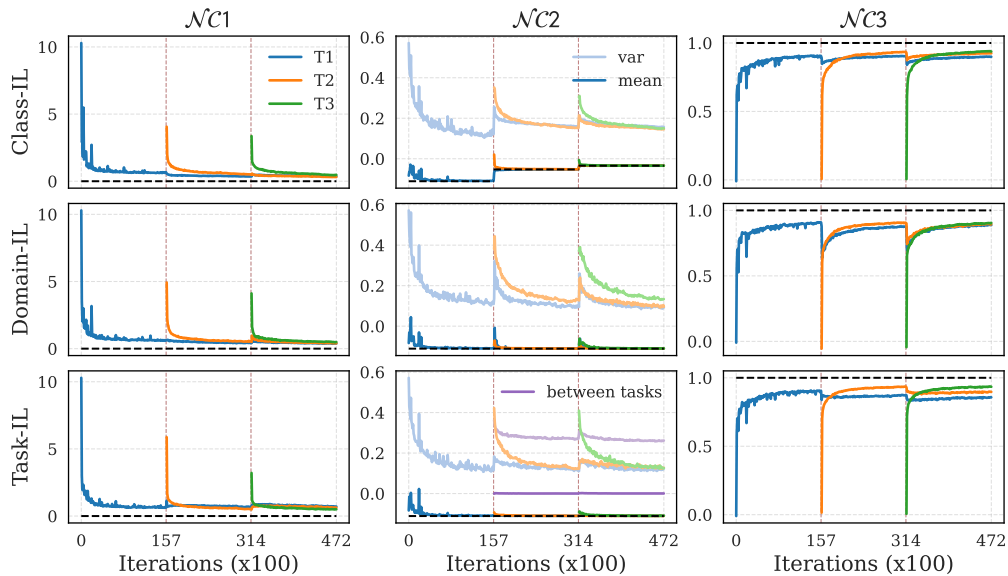 𝒩𝒞1 𝒩𝒞2 𝒩𝒞3
Class-IL
10
5
0
T1
T2
T3
0.6
0.4
0.2
0.0
var
mean
1.0
0.5
0.0
Domain-IL
10
5
0
0.6
0.4
0.2
0.0
1.0
0.5
0.0
Task-IL
10
5
0
0.6
0.4
0.2
0.0
between tasks
1.0
0.5
0.0
0 157 314 472
0 157 314 472
0 157 314 472
Iterations (x100) Iterations (x100) Iterations (x100)